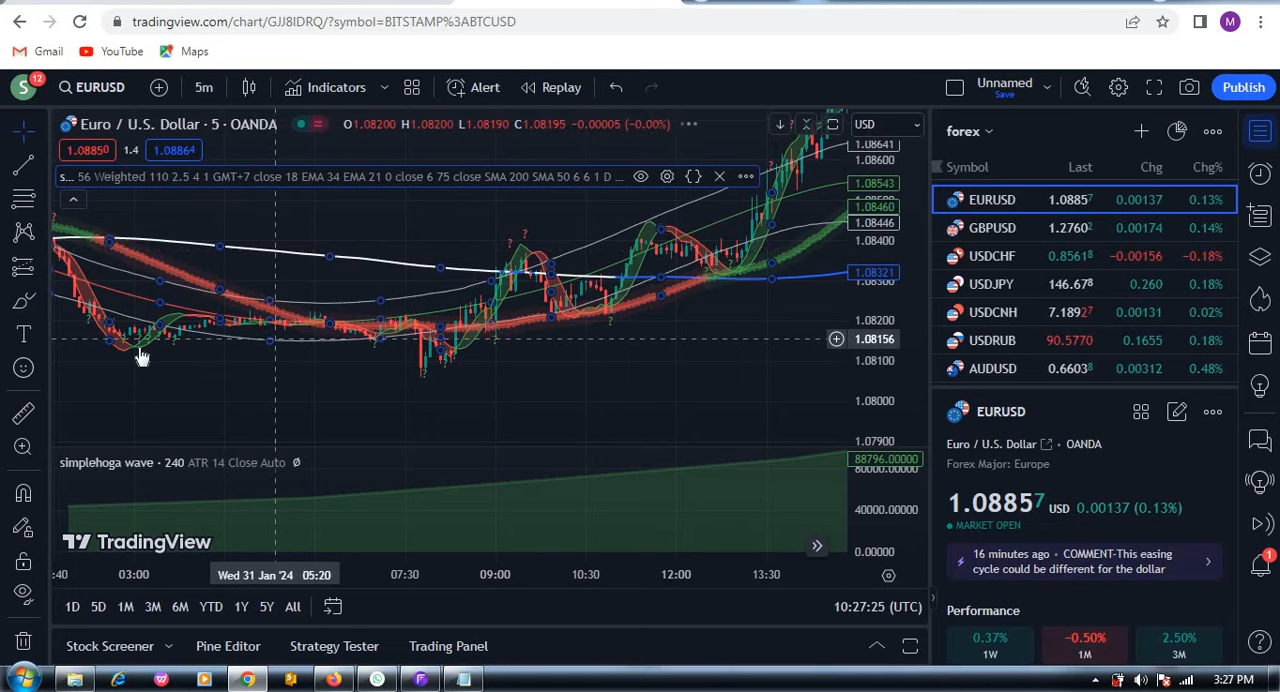 tradingview.com/chart/GJJ8IDRQ/?symbol=BITSTAMP%3ABTCUSD
M
Gmail YouTube Maps
S 12 EURUSD 5m Indicators Alert Replay Unnamed Save Publish
Euro / U.S. Dollar · 5 · OANDA O1.08200 H1.08200 L1.08190 C1.08195 −0.00005 (−0.00%) USD
1.08850 1.4 1.08864
s... 56 Weighted 110 2.5 4 1 GMT+7 close 18 EMA 34 EMA 21 0 close 6 75 close SMA 200 SMA 50 6 6 1 D ...
1.08641
1.08600
1.08543
1.08460
1.08446
1.08400
1.08321
1.08300
1.08200
1.08156
1.08100
1.08000
1.07900
simplehoga wave · 240 ATR 14 Close Auto Ø
88796.00000
80000.00000
40000.00000
0.00000
TradingView
:40 03:00 Wed 31 Jan '24 05:20 07:30 09:00 10:30 12:00 13:30
1D 5D 1M 3M 6M YTD 1Y 5Y All 10:27:25 (UTC)
Stock Screener Pine Editor Strategy Tester Trading Panel
forex
Symbol Last Chg Chg%
EURUSD 1.08857 0.00137 0.13%
GBPUSD 1.27602 0.00174 0.14%
USDCHF 0.85618 −0.00156 −0.18%
USDJPY 146.678 0.260 0.18%
USDCNH 7.18927 0.00131 0.02%
USDRUB 90.5770 0.1655 0.18%
AUDUSD 0.66038 0.00312 0.48%
EURUSD
Euro / U.S. Dollar · OANDA
Forex Major: Europe
1.08857 USD 0.00137 (0.13%)
MARKET OPEN
16 minutes ago · COMMENT-This easing
cycle could be different for the dollar
Performance
0.37% −0.50% 2.50%
1W 1M 3M
1
3:27 PM